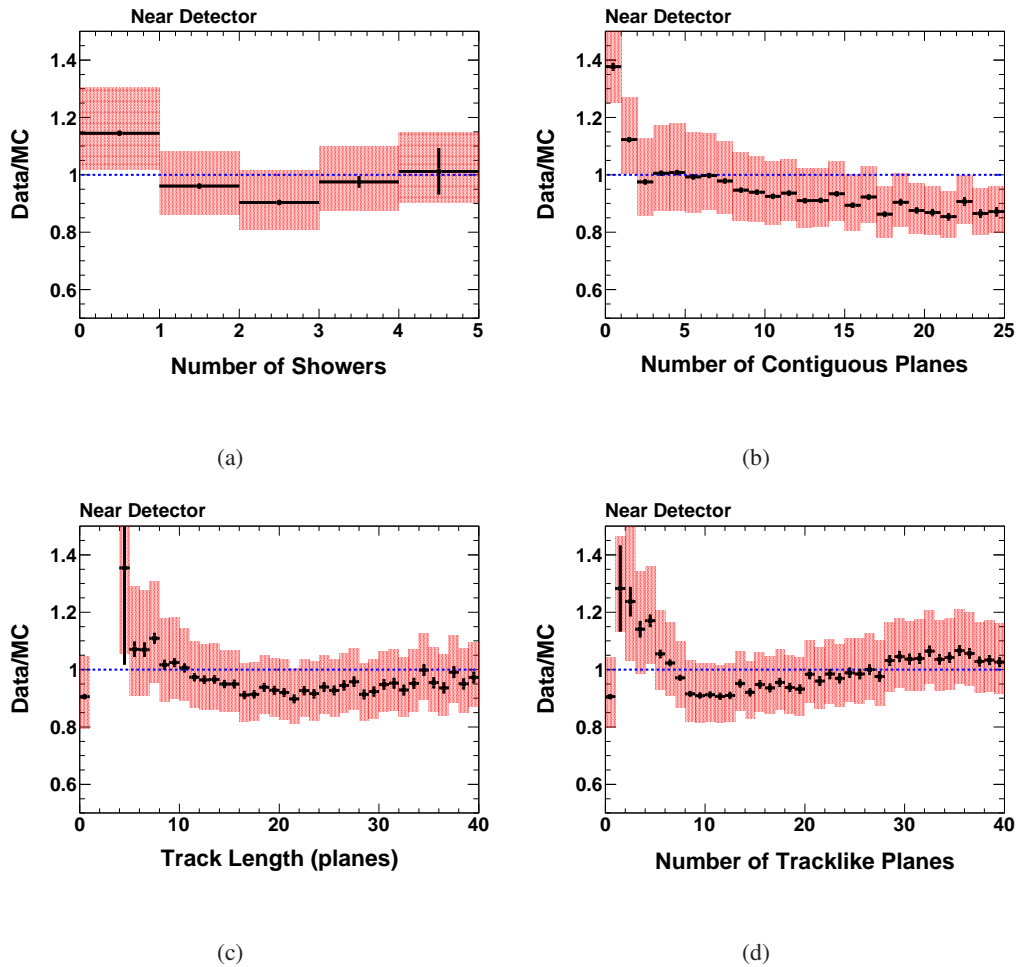 Near Detector
Data/MC
1.4
1.2
1
0.8
0.6
0 1 2 3 4 5
Number of Showers
(a)
Near Detector
Data/MC
1.4
1.2
1
0.8
0.6
0 5 10 15 20 25
Number of Contiguous Planes
(b)
Near Detector
Data/MC
1.4
1.2
1
0.8
0.6
0 10 20 30 40
Track Length (planes)
(c)
Near Detector
Data/MC
1.4
1.2
1
0.8
0.6
0 10 20 30 40
Number of Tracklike Planes
(d)